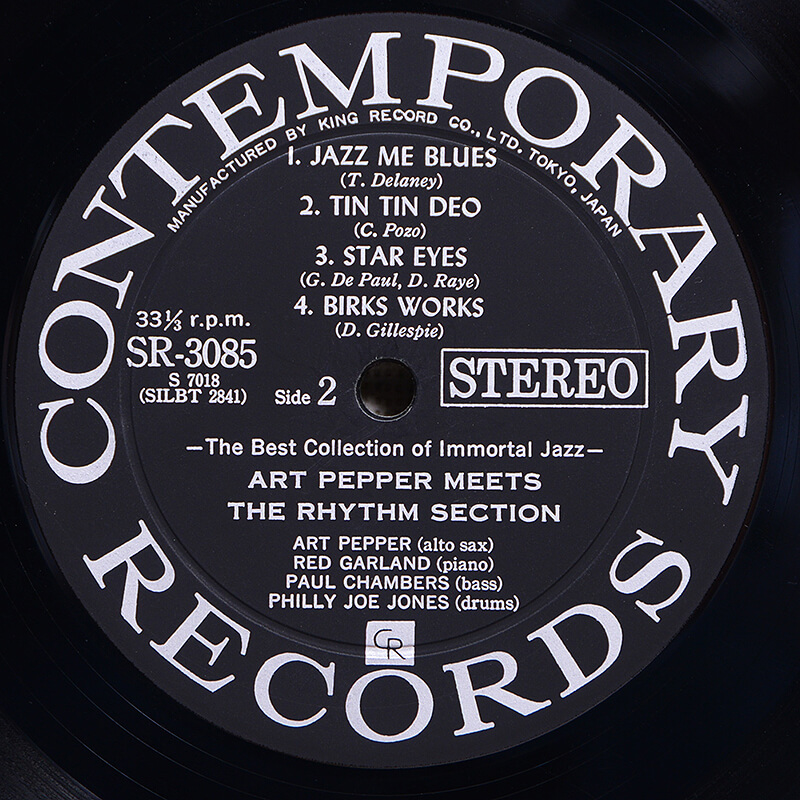 CONTEMPORARY
MANUFACTURED BY KING RECORD CO., LTD. TOKYO, JAPAN
1. JAZZ ME BLUES
(T. Delaney)
2. TIN TIN DEO
(C. Pozo)
3. STAR EYES
(G. De Paul, D. Raye)
4. BIRKS WORKS
(D. Gillespie)
33⅓ r.p.m.
SR-3085
S 7018
(SILBT 2841)
Side 2
STEREO
—The Best Collection of Immortal Jazz—
ART PEPPER MEETS
THE RHYTHM SECTION
ART PEPPER (alto sax)
RED GARLAND (piano)
PAUL CHAMBERS (bass)
PHILLY JOE JONES (drums)
CR
RECORDS